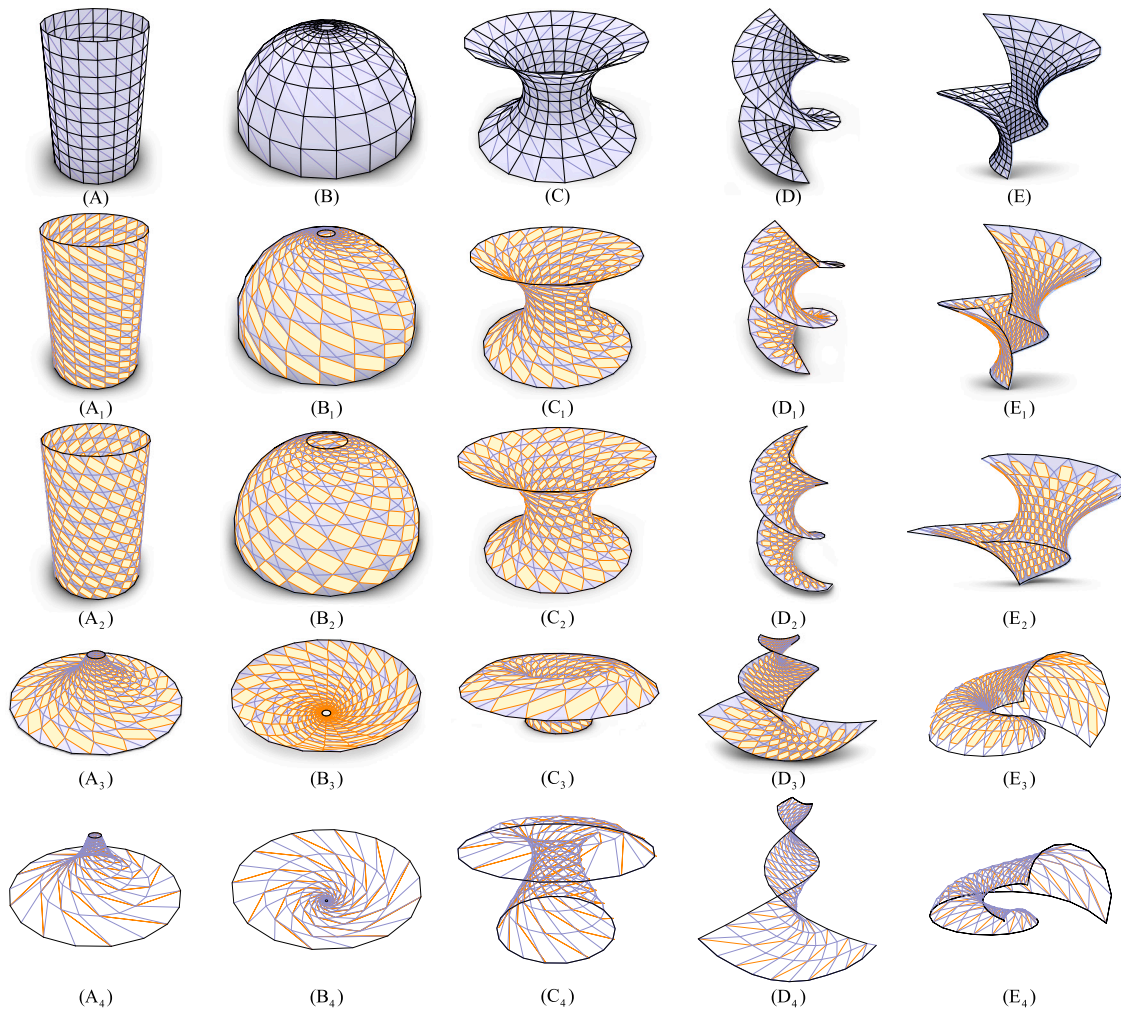 (A) (B) (C) (D) (E)
(A₁) (B₁) (C₁) (D₁) (E₁)
(A₂) (B₂) (C₂) (D₂) (E₂)
(A₃) (B₃) (C₃) (D₃) (E₃)
(A₄) (B₄) (C₄) (D₄) (E₄)